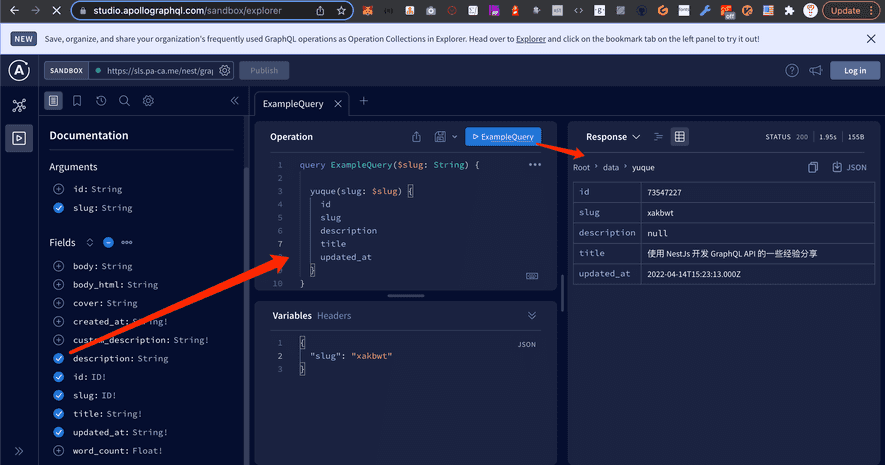 studio.apollographql.com/sandbox/explorer
off
Update
NEW
Save, organize, and share your organization's frequently used GraphQL operations as Operation Collections in Explorer. Head over to Explorer and click on the bookmark tab on the left panel to try it out!
SANDBOX
https://sls.pa-ca.me/nest/gra
Publish
Log in
Documentation
Arguments
id: String
slug: String
Fields
body: String
body_html: String
cover: String
created_at: String!
custom_description: String!
description: String
id: ID!
slug: ID!
title: String!
updated_at: String!
word_count: Float!
ExampleQuery
Operation
ExampleQuery
1 query ExampleQuery($slug: String) {
2
3 yuque(slug: $slug) {
4 id
5 slug
6 description
7 title
updated_at
}
10 }
Variables Headers
JSON
1 {
2 "slug": "xakbwt"
3 }
Response
STATUS 200 1.95s 155B
Root > data > yuque
JSON
id 73547227
slug xakbwt
description null
title 使用 NestJs 开发 GraphQL API 的一些经验分享
updated_at 2022-04-14T15:23:13.000Z